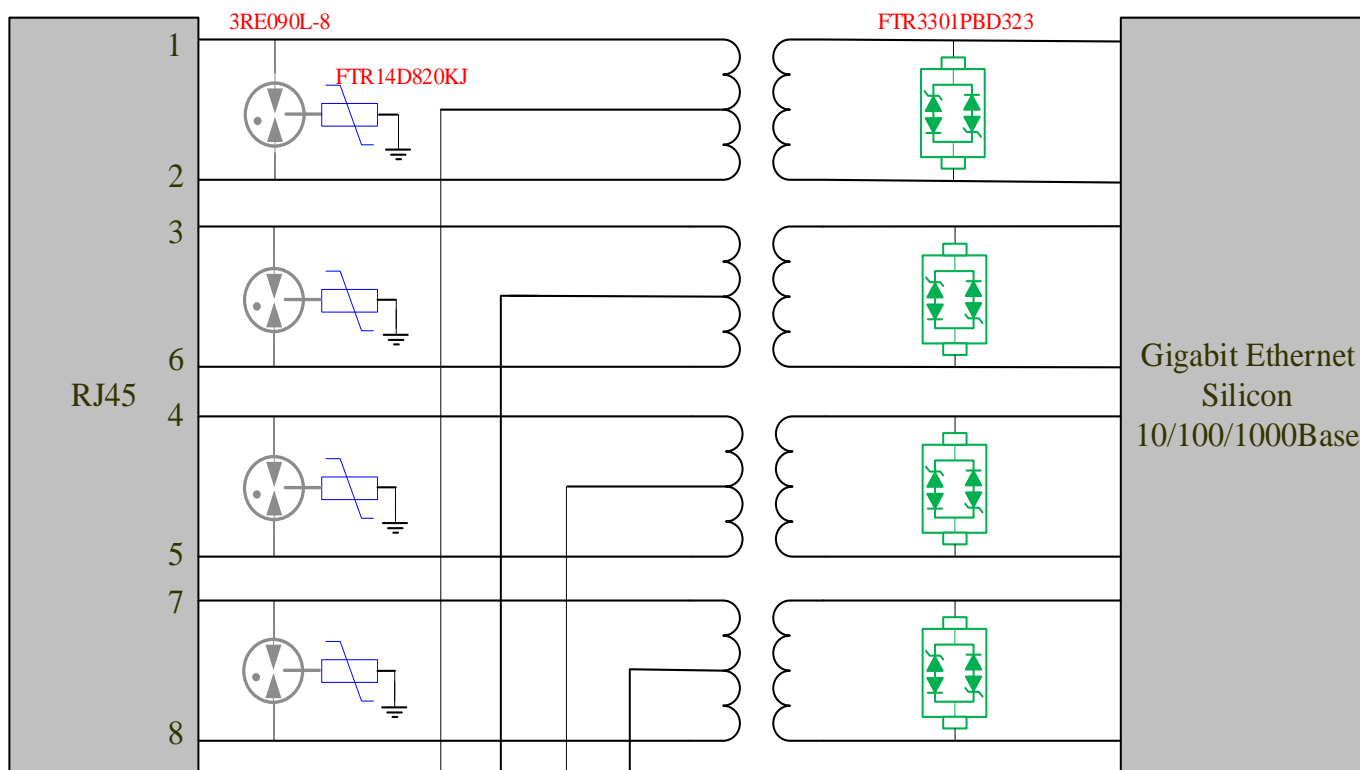 3RE090L-8
FTR3301PBD323
1
FTR14D820KJ
2
3
6
RJ45
4
5
7
8
Gigabit Ethernet
Silicon
10/100/1000Base